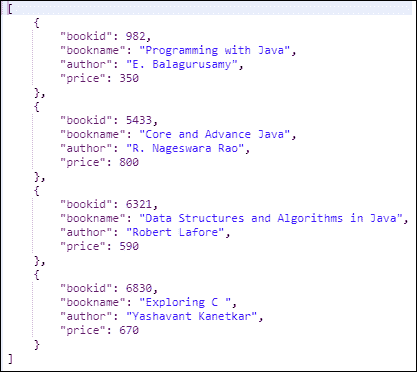 [
    {
        "bookid": 982,
        "bookname": "Programming with Java",
        "author": "E. Balagurusamy",
        "price": 350
    },
    {
        "bookid": 5433,
        "bookname": "Core and Advance Java",
        "author": "R. Nageswara Rao",
        "price": 800
    },
    {
        "bookid": 6321,
        "bookname": "Data Structures and Algorithms in Java",
        "author": "Robert Lafore",
        "price": 590
    },
    {
        "bookid": 6830,
        "bookname": "Exploring C ",
        "author": "Yashavant Kanetkar",
        "price": 670
    }
]